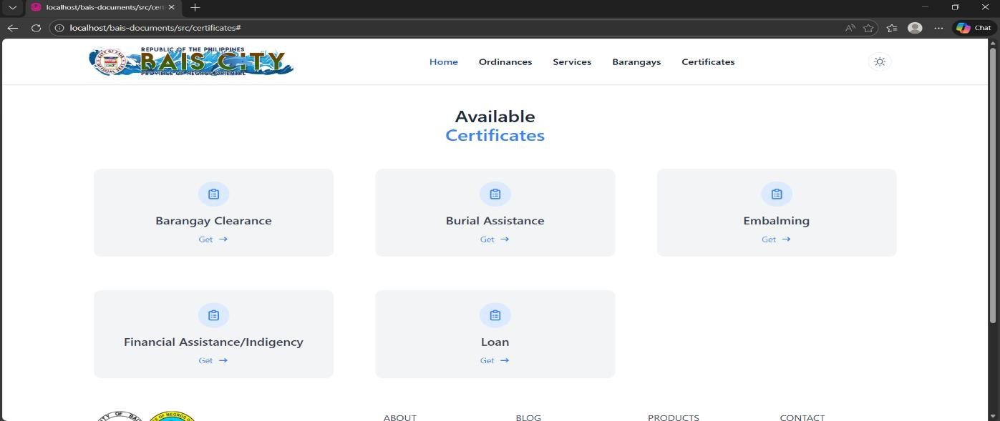 localhost/bais-documents/src/cert
localhost/bais-documents/src/certificates#
Chat
REPUBLIC OF THE PHILIPPINES
BAIS CITY
PROVINCE OF NEGROS ORIENTAL
Home
Ordinances
Services
Barangays
Certificates
Available
Certificates
Barangay Clearance
Get →
Burial Assistance
Get →
Embalming
Get →
Financial Assistance/Indigency
Get →
Loan
Get →
ABOUT
BLOG
PRODUCTS
CONTACT